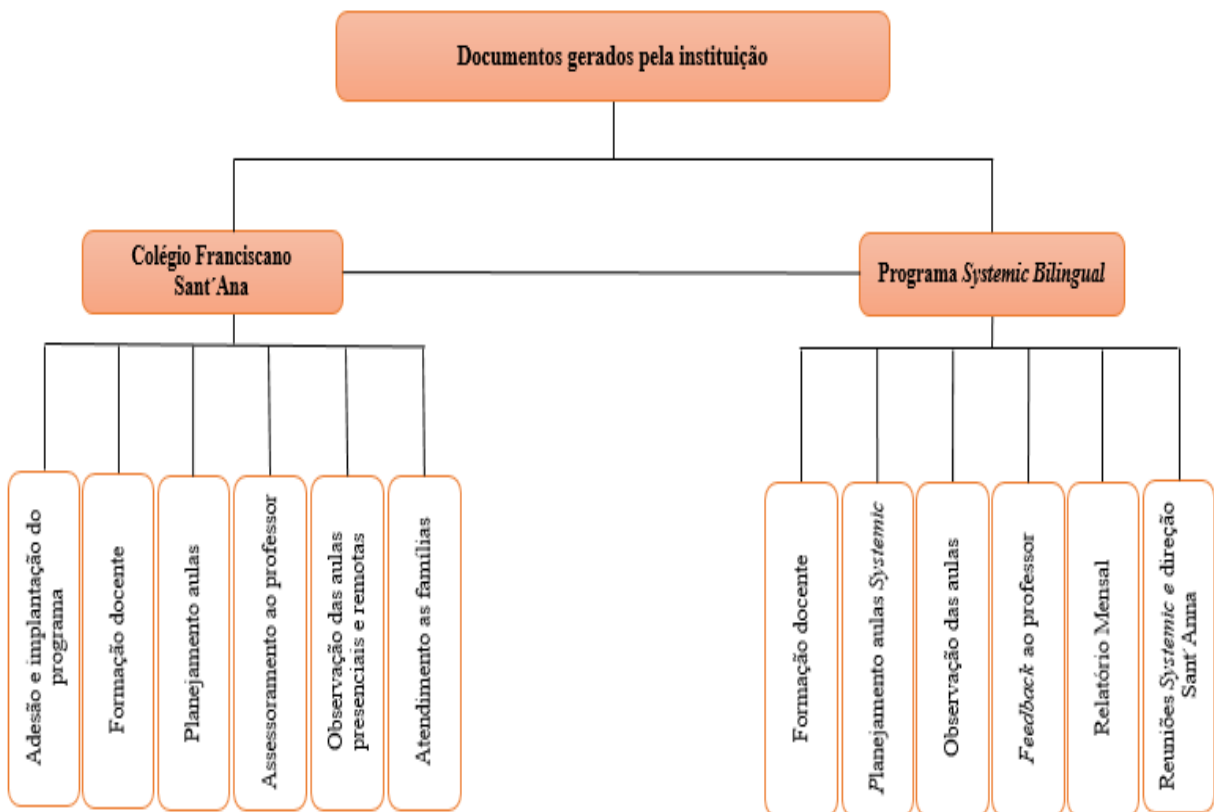 Documentos gerados pela instituição
Colégio Franciscano
Sant´Ana
Programa Systemic Bilingual
Adesão e implantação do
programa
Formação docente
Planejamento aulas
Assessoramento ao professor
Observação das aulas
presenciais e remotas
Atendimento as famílias
Formação docente
Planejamento aulas Systemic
Observação das aulas
Feedback ao professor
Relatório Mensal
Reuniões Systemic e direção
Sant´Anna